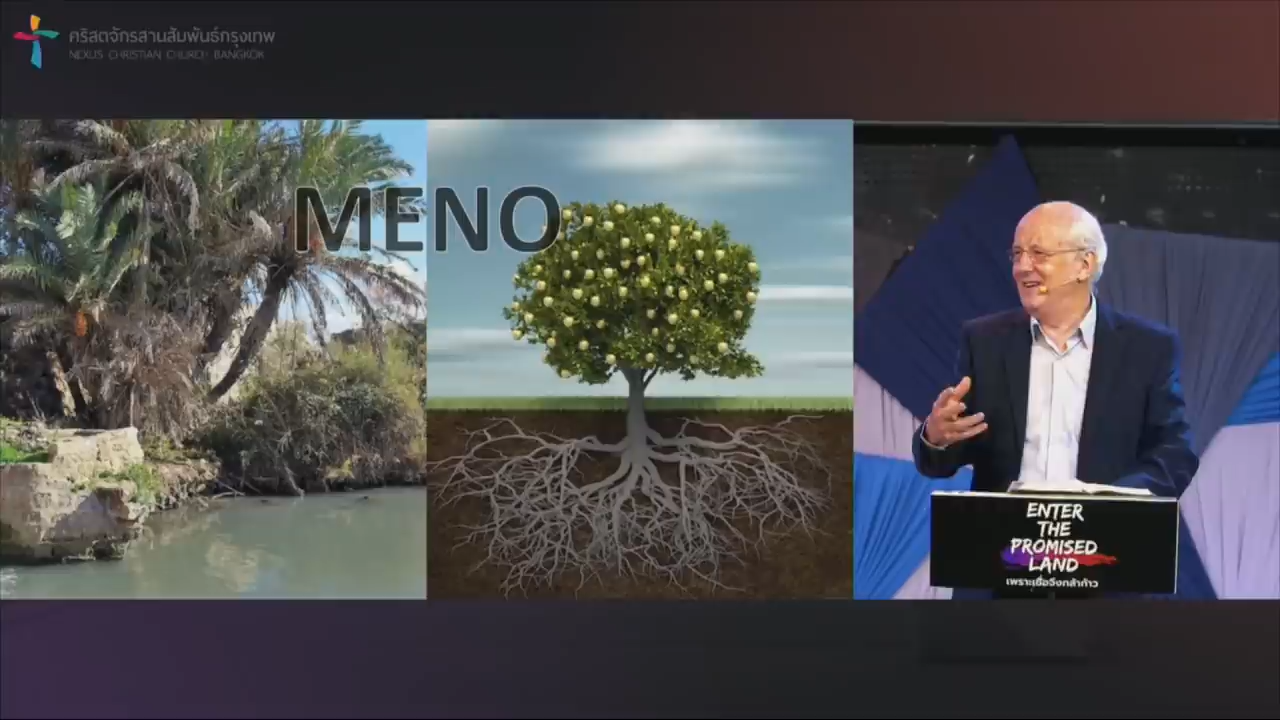 คริสตจักรสานสัมพันธ์กรุงเทพ
NEXUS CHRISTIAN CHURCH BANGKOK
MENO
ENTER
THE
PROMISED
LAND
เพราะเชื่อจึงกล้าก้าว